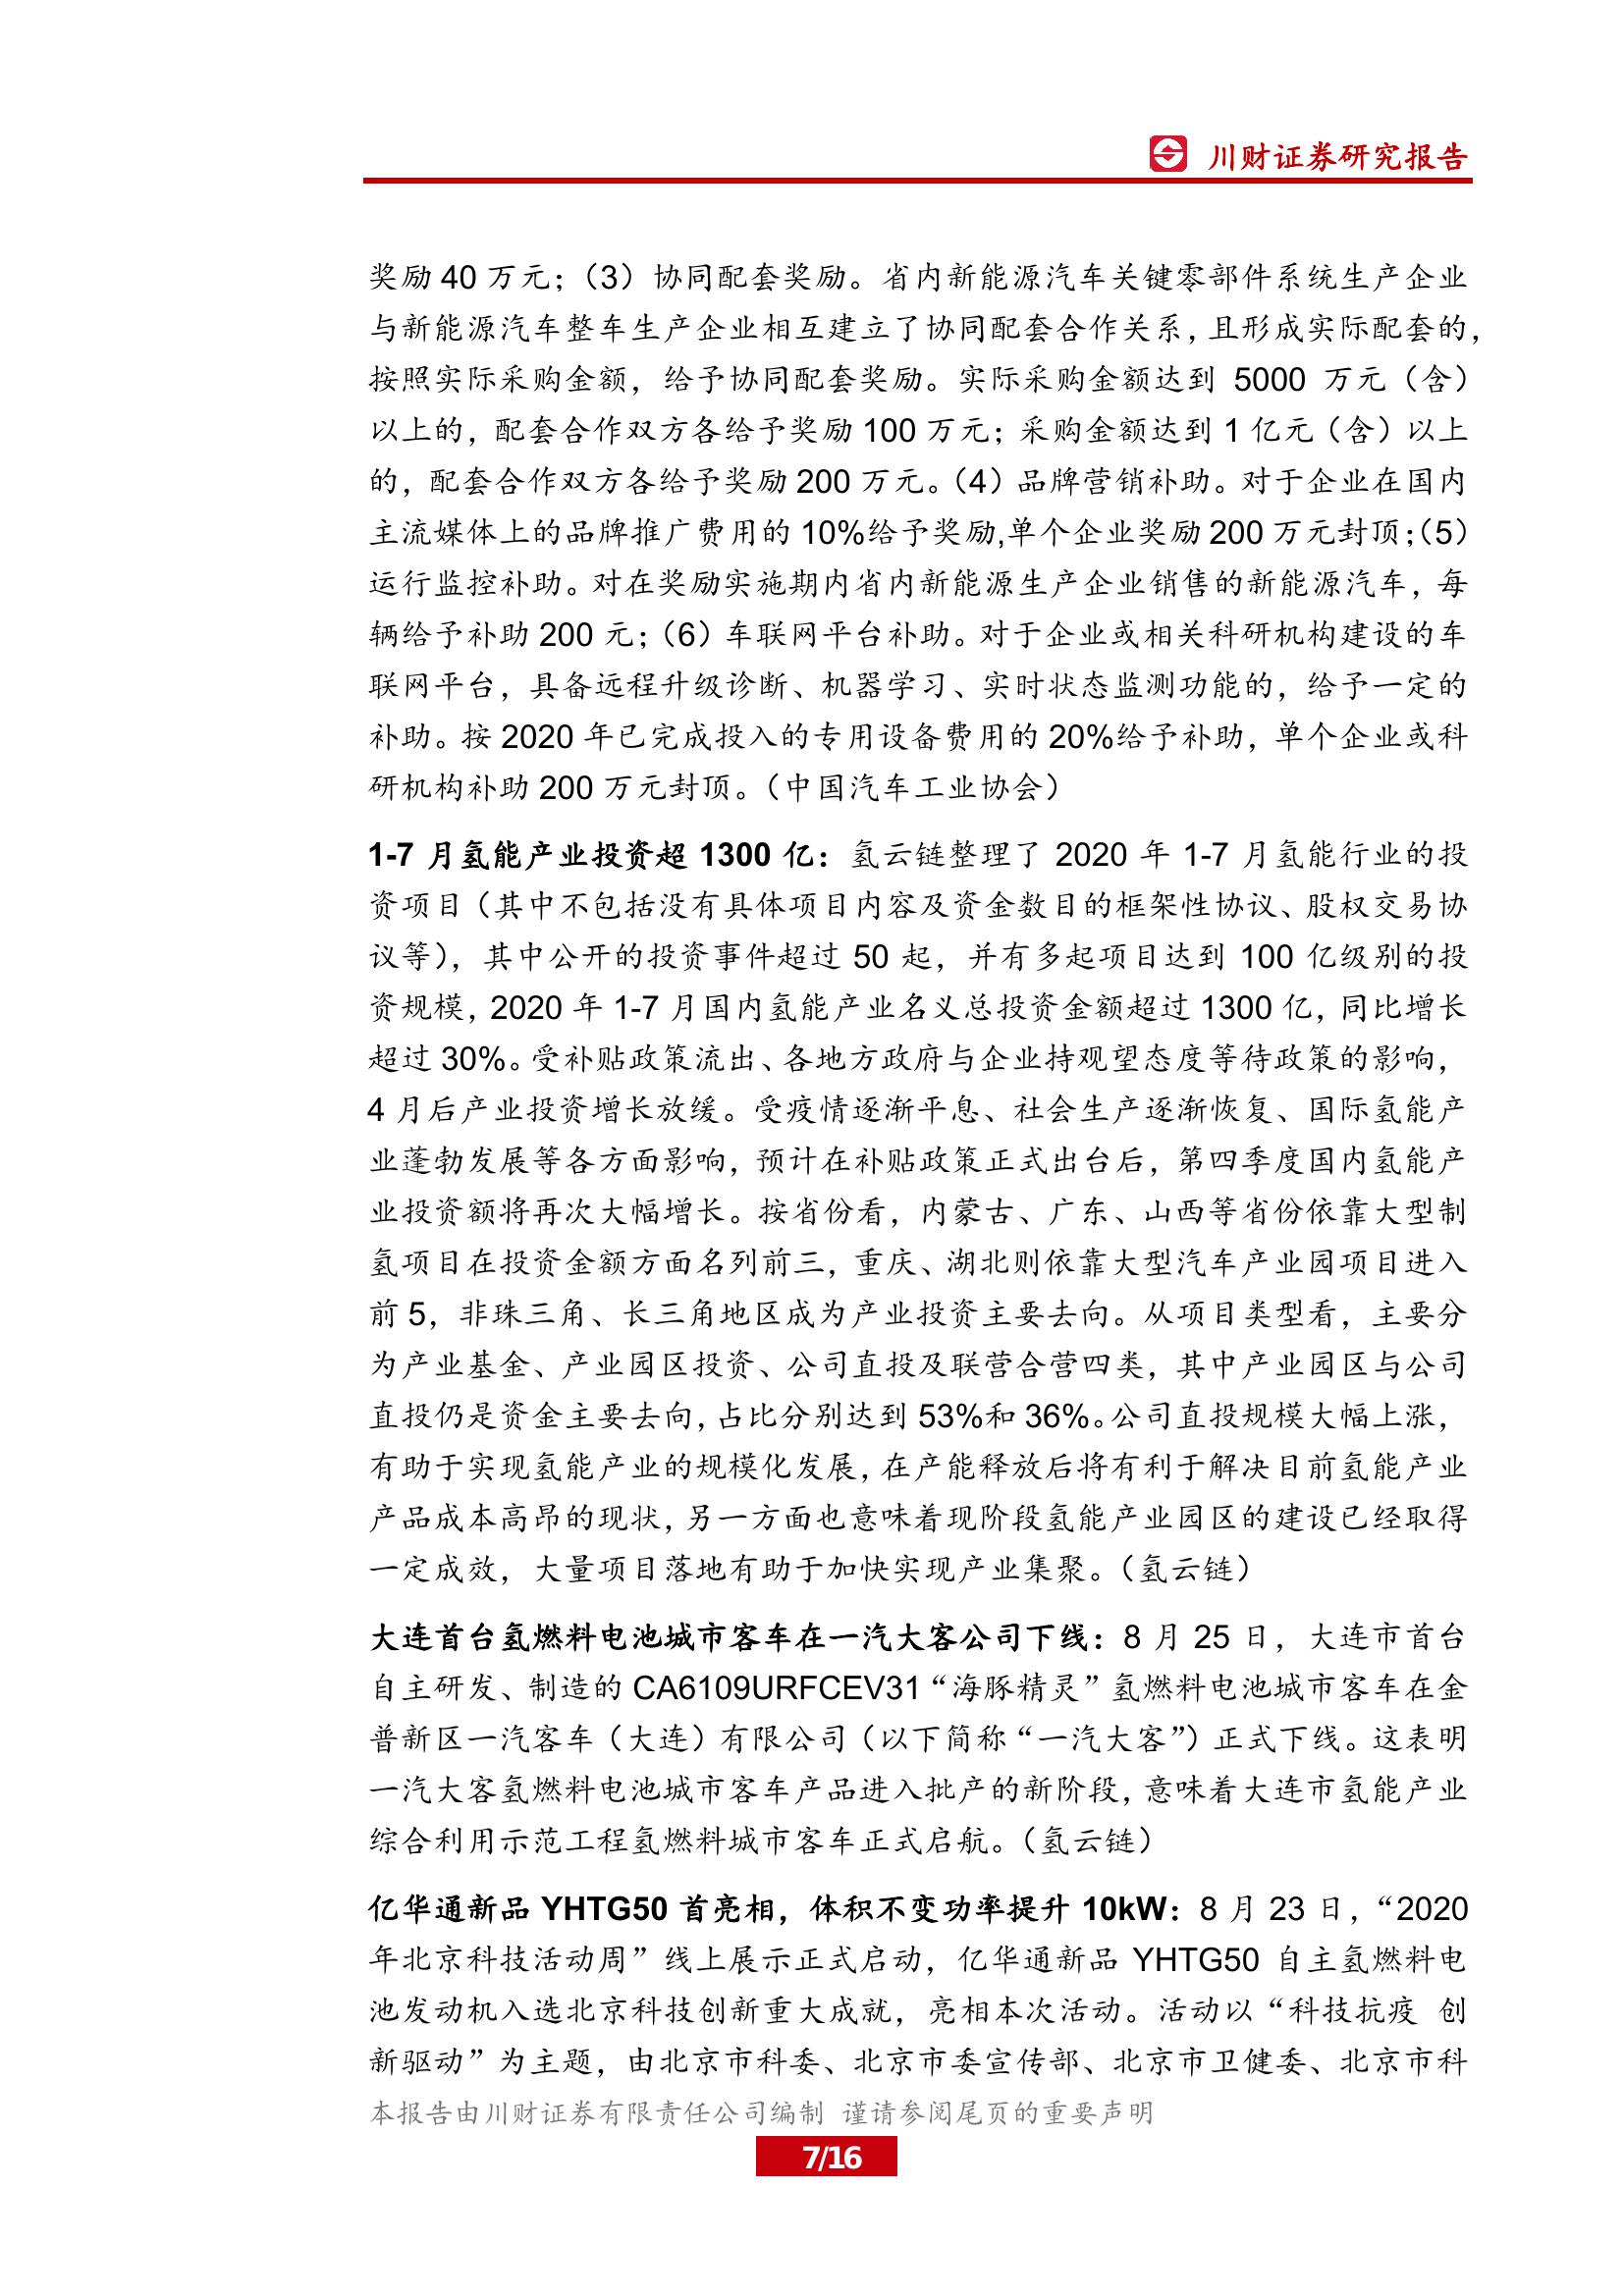 川财证券研究报告
奖励 40 万元；（3）协同配套奖励。省内新能源汽车关键零部件系统生产企业
与新能源汽车整车生产企业相互建立了协同配套合作关系，且形成实际配套的，
按照实际采购金额，给予协同配套奖励。实际采购金额达到 5000 万元（含）
以上的，配套合作双方各给予奖励 100 万元；采购金额达到 1 亿元（含）以上
的，配套合作双方各给予奖励 200 万元。（4）品牌营销补助。对于企业在国内
主流媒体上的品牌推广费用的 10%给予奖励,单个企业奖励 200 万元封顶；（5）
运行监控补助。对在奖励实施期内省内新能源生产企业销售的新能源汽车，每
辆给予补助 200 元；（6）车联网平台补助。对于企业或相关科研机构建设的车
联网平台，具备远程升级诊断、机器学习、实时状态监测功能的，给予一定的
补助。按 2020 年已完成投入的专用设备费用的 20%给予补助，单个企业或科
研机构补助 200 万元封顶。（中国汽车工业协会）
1-7 月氢能产业投资超 1300 亿：氢云链整理了 2020 年 1-7 月氢能行业的投
资项目（其中不包括没有具体项目内容及资金数目的框架性协议、股权交易协
议等），其中公开的投资事件超过 50 起，并有多起项目达到 100 亿级别的投
资规模，2020 年 1-7 月国内氢能产业名义总投资金额超过 1300 亿，同比增长
超过 30%。受补贴政策流出、各地方政府与企业持观望态度等待政策的影响，
4 月后产业投资增长放缓。受疫情逐渐平息、社会生产逐渐恢复、国际氢能产
业蓬勃发展等各方面影响，预计在补贴政策正式出台后，第四季度国内氢能产
业投资额将再次大幅增长。按省份看，内蒙古、广东、山西等省份依靠大型制
氢项目在投资金额方面名列前三，重庆、湖北则依靠大型汽车产业园项目进入
前 5，非珠三角、长三角地区成为产业投资主要去向。从项目类型看，主要分
为产业基金、产业园区投资、公司直投及联营合营四类，其中产业园区与公司
直投仍是资金主要去向，占比分别达到 53%和 36%。公司直投规模大幅上涨，
有助于实现氢能产业的规模化发展，在产能释放后将有利于解决目前氢能产业
产品成本高昂的现状，另一方面也意味着现阶段氢能产业园区的建设已经取得
一定成效，大量项目落地有助于加快实现产业集聚。（氢云链）
大连首台氢燃料电池城市客车在一汽大客公司下线：8 月 25 日，大连市首台
自主研发、制造的 CA6109URFCEV31“海豚精灵”氢燃料电池城市客车在金
普新区一汽客车（大连）有限公司（以下简称“一汽大客”）正式下线。这表明
一汽大客氢燃料电池城市客车产品进入批产的新阶段，意味着大连市氢能产业
综合利用示范工程氢燃料城市客车正式启航。（氢云链）
亿华通新品 YHTG50 首亮相，体积不变功率提升 10kW：8 月 23 日，“2020
年北京科技活动周”线上展示正式启动，亿华通新品 YHTG50 自主氢燃料电
池发动机入选北京科技创新重大成就，亮相本次活动。活动以“科技抗疫 创
新驱动”为主题，由北京市科委、北京市委宣传部、北京市卫健委、北京市科
本报告由川财证券有限责任公司编制 谨请参阅尾页的重要声明
7/16